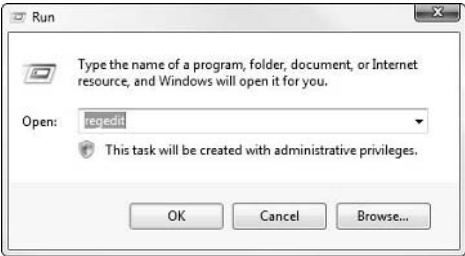 Run
Type the name of a program, folder, document, or Internet
resource, and Windows will open it for you.
Open: regedit
This task will be created with administrative privileges.
OK Cancel Browse...